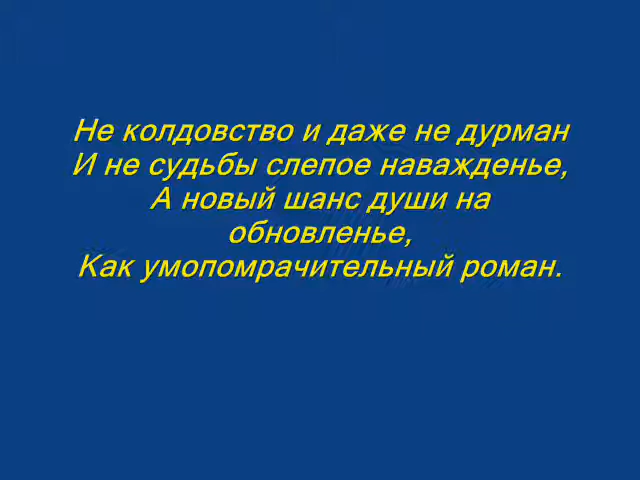 Не колдовство и даже не дурман
И не судьбы слепое наважденье,
А новый шанс души на
обновленье,
Как умопомрачительный роман.